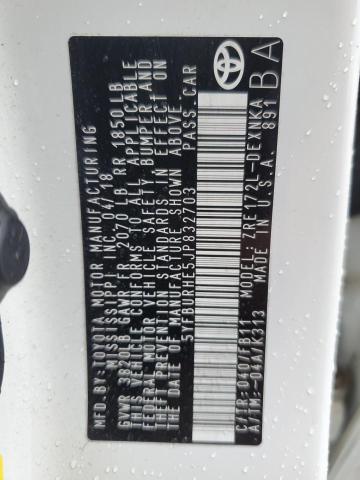 MFD BY: TOYOTA MOTOR MANUFACTURING
MISSISSIPPI INC. 04/18
GVWR 3820LB GAWR FR 2070 LB RR 1850LB
THIS VEHICLE CONFORMS TO ALL APPLICABLE
FEDERAL MOTOR VEHICLE SAFETY BUMPER AND
THEFT PREVENTION STANDARDS IN EFFECT ON
THE DATE OF MANUFACTURE SHOWN ABOVE.
5YFBURHE5JP832703 PASS.CAR
TOYOTA
BA
C/TR: 040/FB11 MODEL: ZRE172L-DEXNKA
A/TM:-04A/K313 MADE IN U.S.A. 891